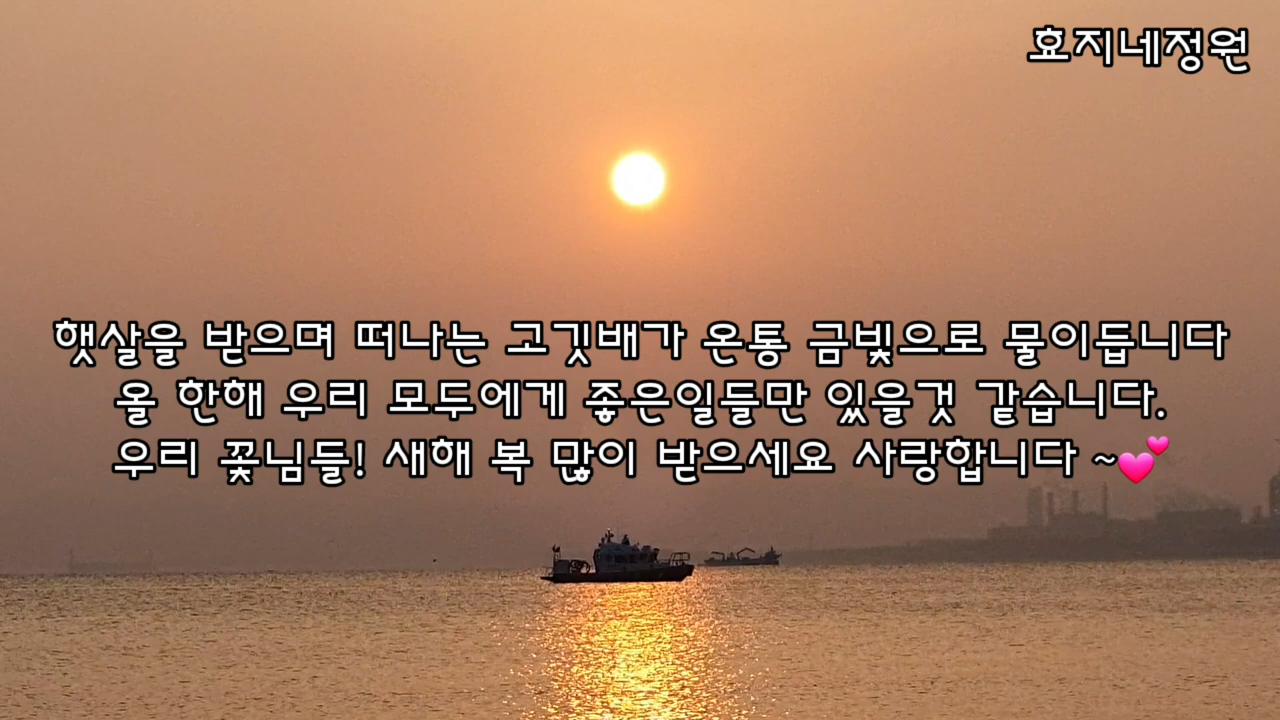 효지네정원
햇살을 받으며 떠나는 고깃배가 온통 금빛으로 물이듭니다
올 한해 우리 모두에게 좋은일들만 있을것 같습니다.
우리 꽃님들! 새해 복 많이 받으세요 사랑합니다 ~💕